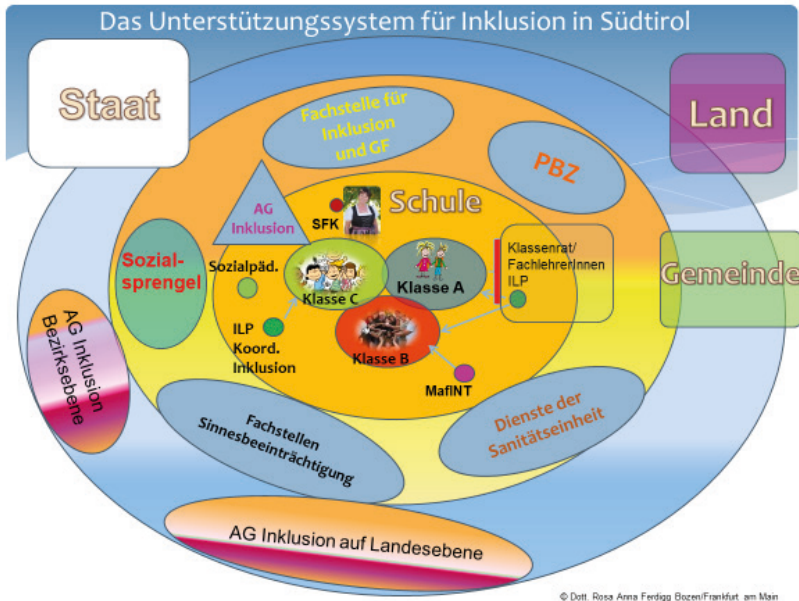 Das Unterstützungssystem für Inklusion in Südtirol
Staat
Land
Fachstelle für
Inklusion
und GF
PBZ
AG
Inklusion
SFK
Schule
Klassenrat/
FachlehrerInnen
ILP
Gemeinde
Sozial-
sprengel
Sozialpäd.
Klasse C
Klasse A
ILP
Koord.
Inklusion
Klasse B
MafINT
AG Inklusion
Bezirksebene
Fachstellen
Sinnesbeeinträchtigung
Dienste der
Sanitätseinheit
AG Inklusion auf Landesebene
© Dott. Rosa Anna Ferdigg Bozen/Frankfurt am Main